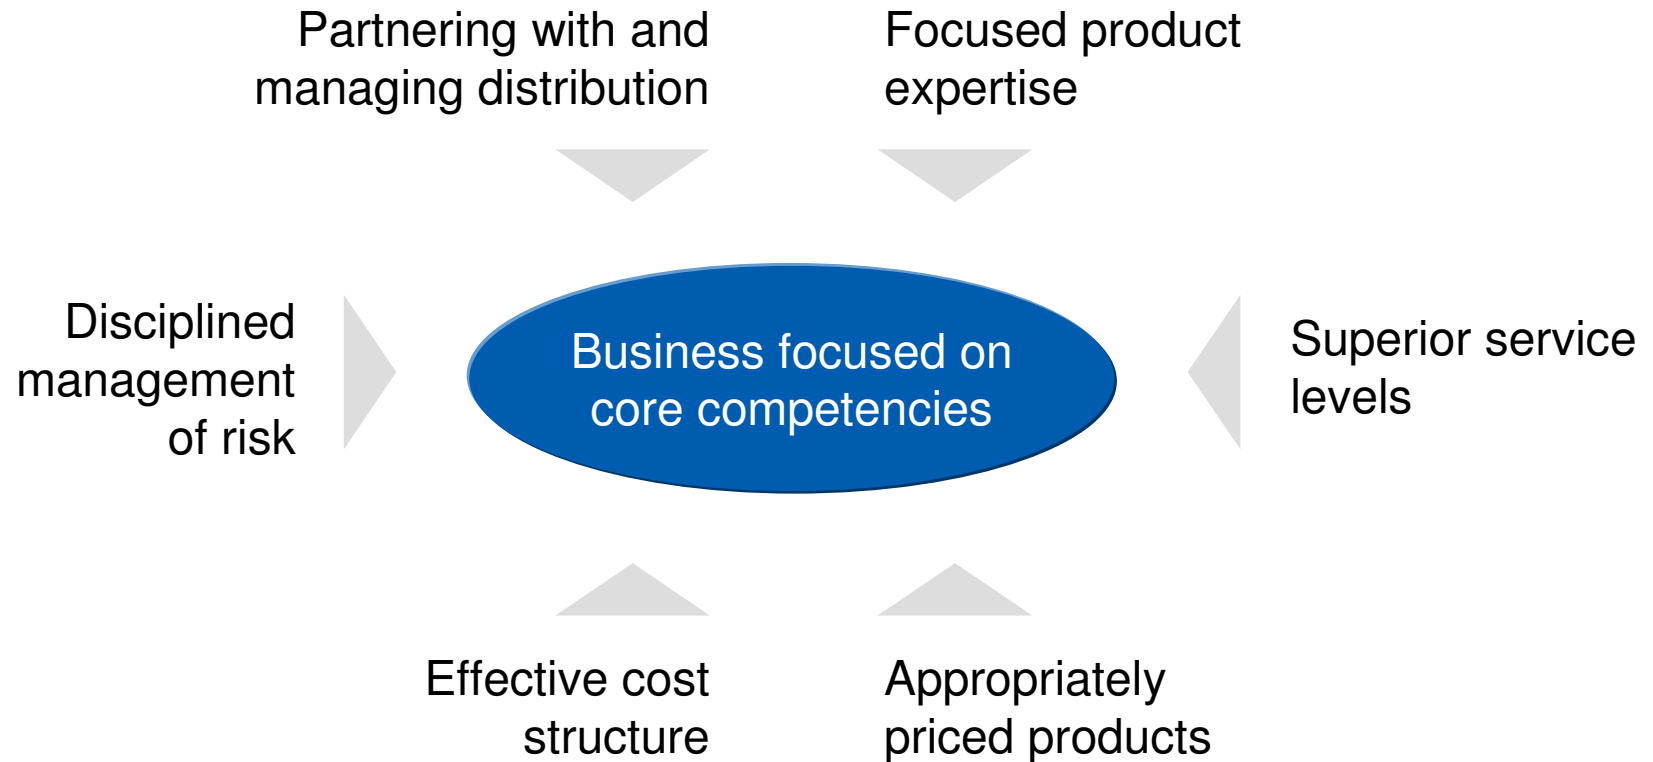 Partnering with and
managing distribution
Focused product
expertise
Disciplined
management
of risk
Business focused on
core competencies
Superior service
levels
Effective cost
structure
Appropriately
priced products